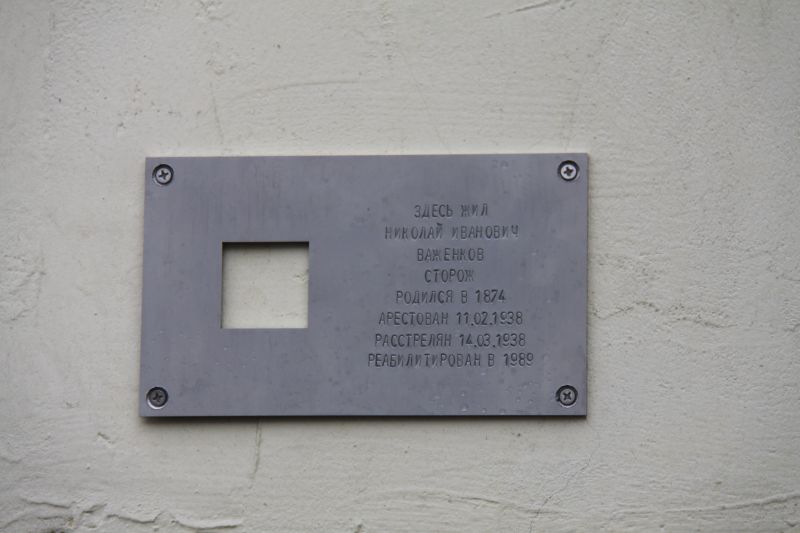 ЗДЕСЬ ЖИЛ
НИКОЛАЙ ИВАНОВИЧ
ВАЖЕНКОВ
СТОРОЖ
РОДИЛСЯ В 1874
АРЕСТОВАН 11.02.1938
РАССТРЕЛЯН 14.03.1938
РЕАБИЛИТИРОВАН В 1989